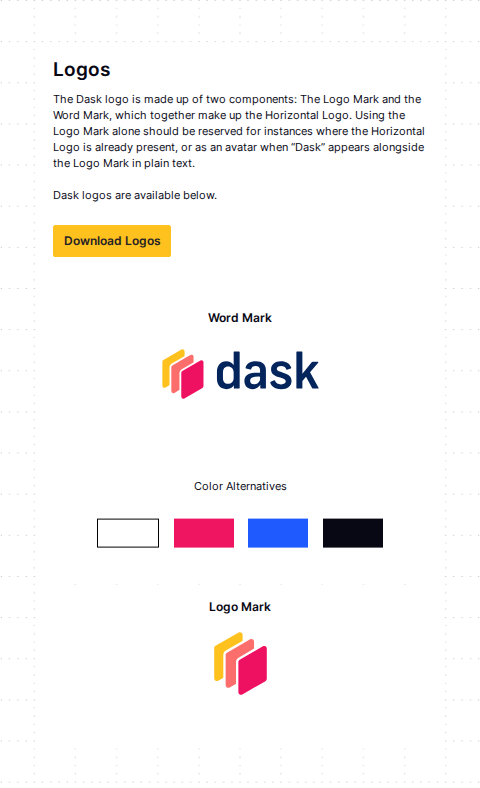 Logos
The Dask logo is made up of two components: The Logo Mark and the
Word Mark, which together make up the Horizontal Logo. Using the
Logo Mark alone should be reserved for instances where the Horizontal
Logo is already present, or as an avatar when “Dask” appears alongside
the Logo Mark in plain text.
Dask logos are available below.
Download Logos
Word Mark
dask
Color Alternatives
Logo Mark